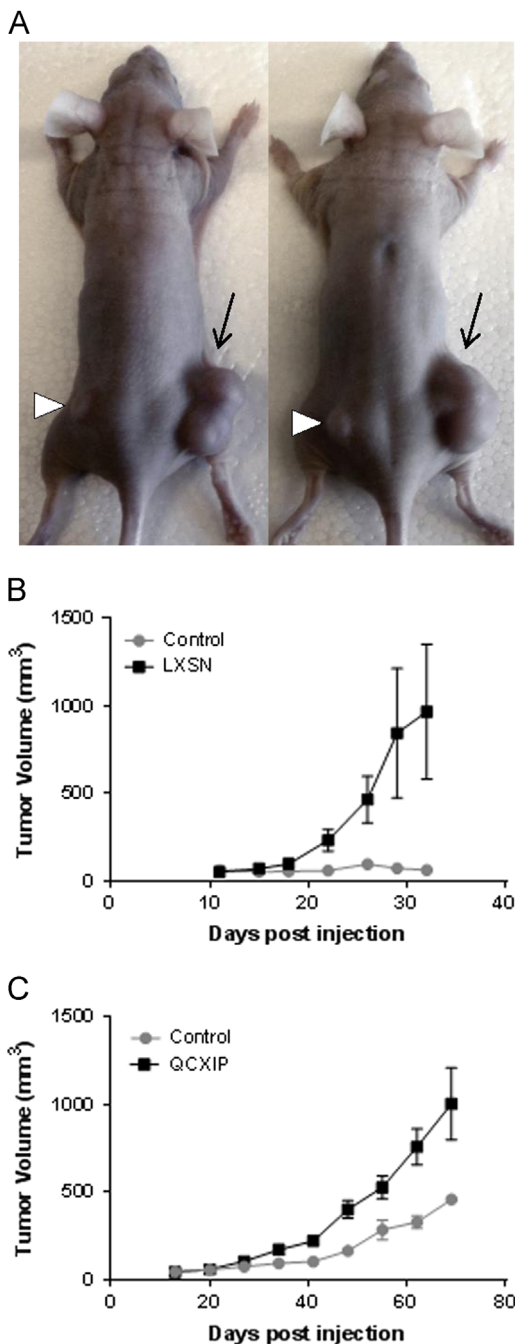 A
B
1500
1000
500
0
Tumor Volume (mm³)
Control
LXSN
0 10 20 30 40
Days post injection
C
1500
1000
500
0
Tumor Volume (mm³)
Control
QCXIP
0 20 40 60 80
Days post injection